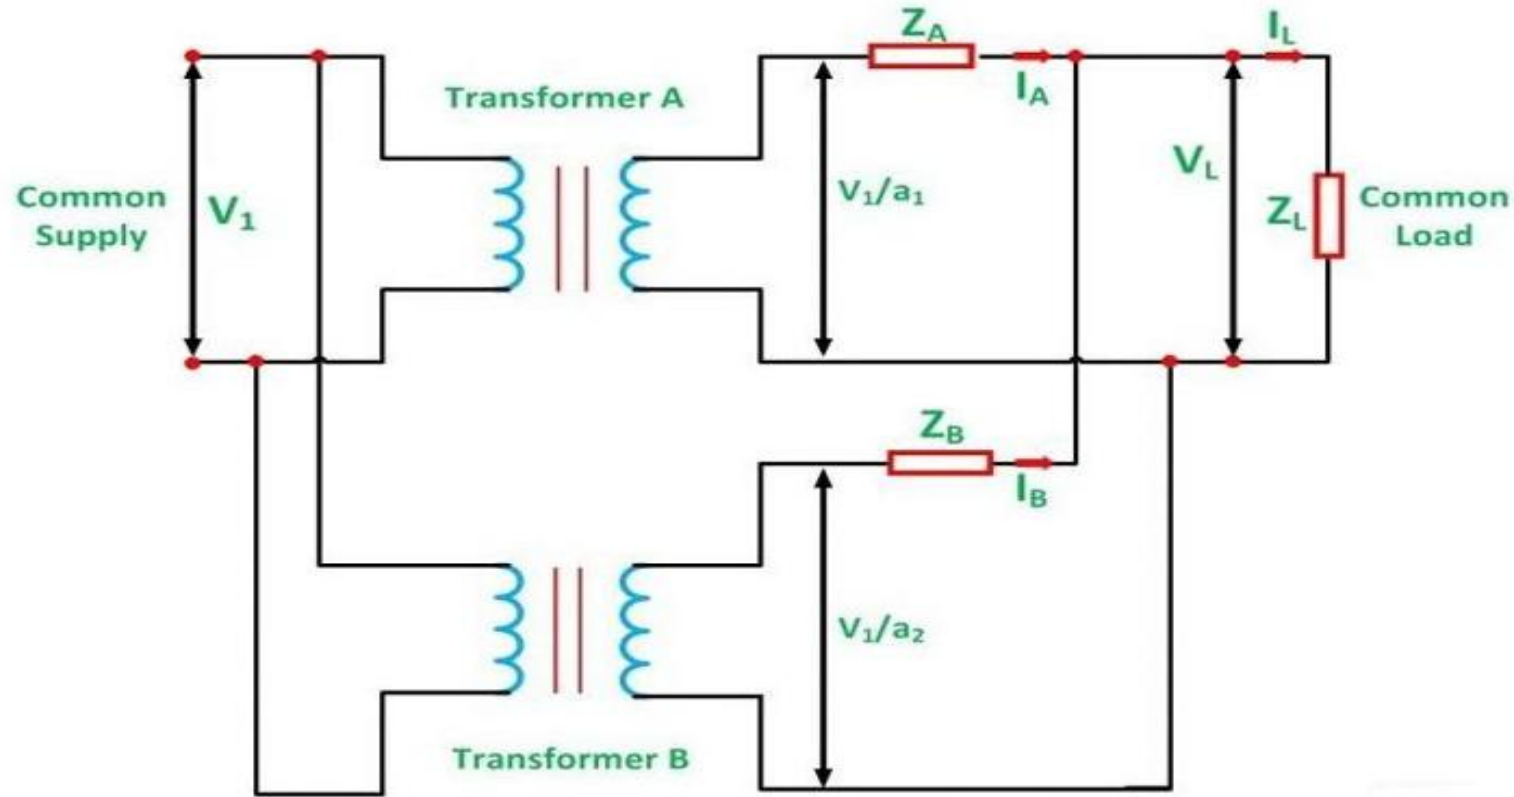 Z_A
I_L
I_A
Transformer A
Common
Supply
V_1
V_1/a_1
V_L
Z_L
Common
Load
Z_B
I_B
V_1/a_2
Transformer B